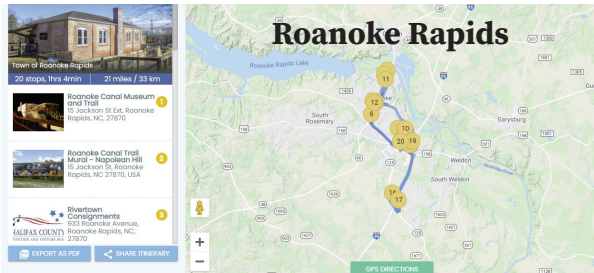 Town of Roanoke Rapids
20 stops, 1hrs 4min
21 miles / 33 km
Roanoke Canal Museum
and Trail
15 Jackson St Ext, Roanoke
Rapids, NC, 27870
1
Roanoke Canal Trail
Mural - Napolean Hill
15 Jackson St, Roanoke
Rapids, NC, 27870, USA
2
Rivertown
Consignments
933 Roanoke Avenue,
Roanoke Rapids, NC,
27870
3
HALIFAX COUNTY
EXPORT AS PDF
SHARE ITINERARY
Roanoke Rapids
Roanoke Rapids Lake
11
12
6
10
20
19
17
South
Rosemary
Garysburg
Weldon
South Weldon
+
−
GPS DIRECTIONS